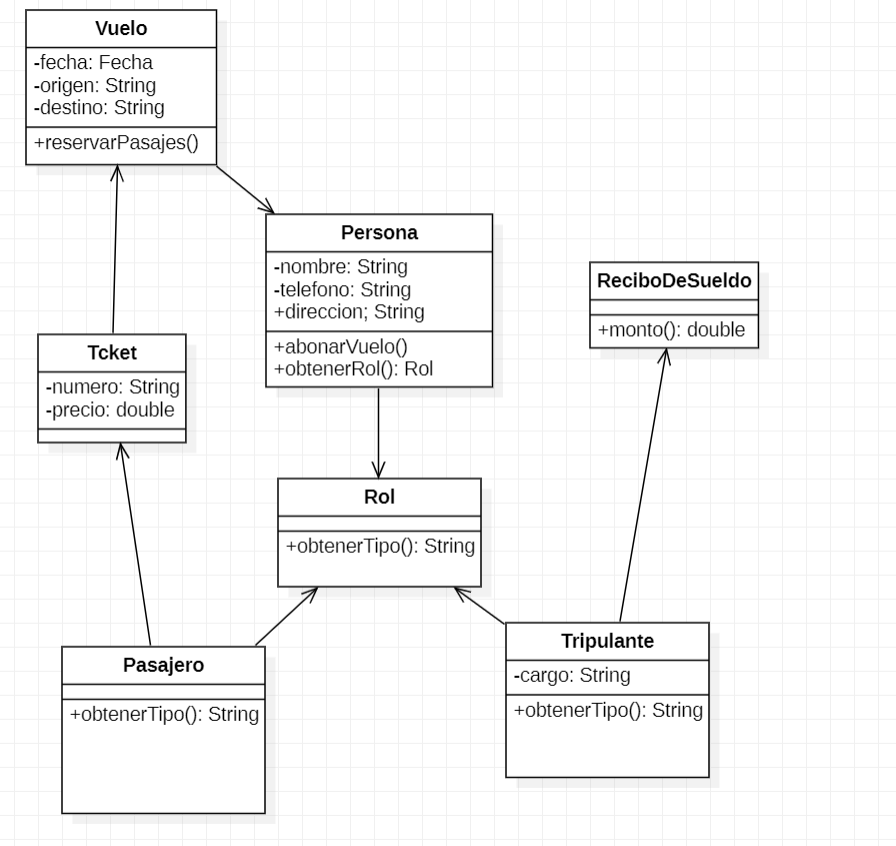 Vuelo
-fecha: Fecha
-origen: String
-destino: String
+reservarPasajes()
Persona
-nombre: String
-telefono: String
+direccion; String
+abonarVuelo()
+obtenerRol(): Rol
ReciboDeSueldo
+monto(): double
Tcket
-numero: String
-precio: double
Rol
+obtenerTipo(): String
Pasajero
+obtenerTipo(): String
Tripulante
-cargo: String
+obtenerTipo(): String